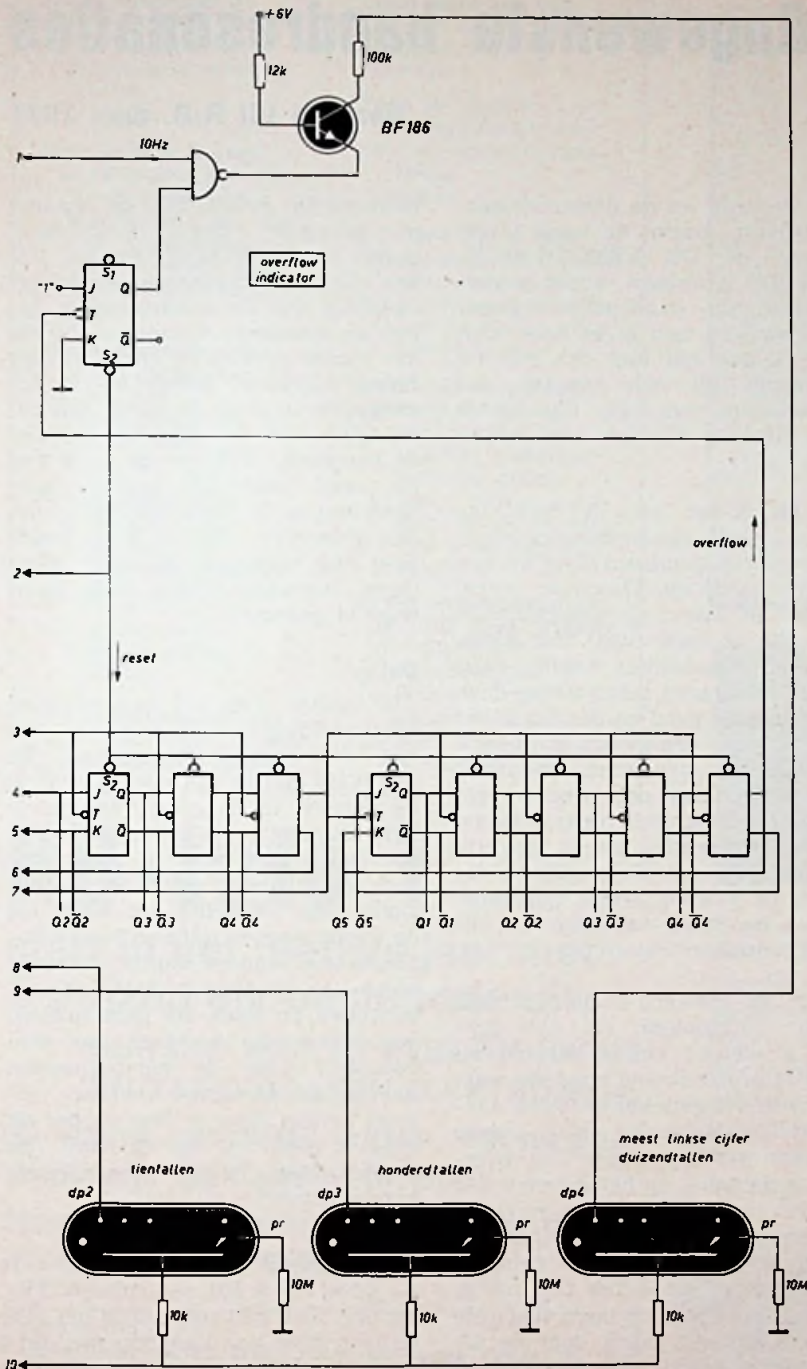 +6V
12k
100k
BF186
1
10Hz
overflow
indicator
S1
"1"
J
Q
T
K
Q̅
S2
2
overflow
reset
3
S2
S2
4
J
Q
J
Q
T
T
5
K
Q̅
K
Q̅
6
7
Q2 Q̅2 Q3 Q̅3 Q4 Q̅4 Q5 Q̅5 Q1 Q̅1 Q2 Q̅2 Q3 Q̅3 Q4 Q̅4
8
9
meest linkse cijfer
duizendtallen
tientallen
honderdtallen
dp2
dp3
dp4
pr
pr
pr
10M
10M
10M
10k
10k
10k
10